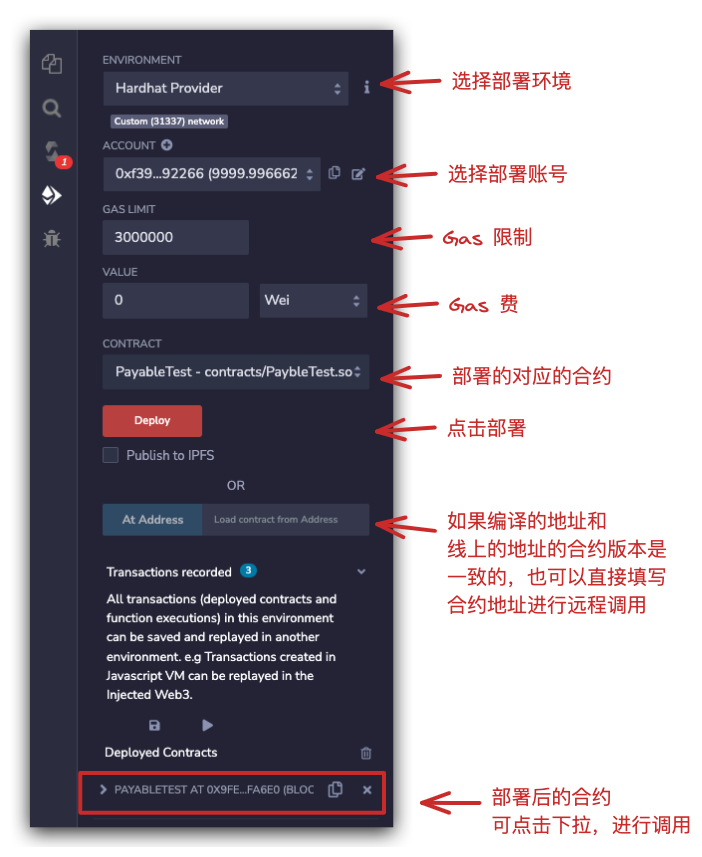 ENVIRONMENT
Hardhat Provider
选择部署环境
Custom (31337) network
ACCOUNT
1
0xf39...92266 (9999.996662
选择部署账号
GAS LIMIT
3000000
Gas 限制
VALUE
0
Wei
Gas 费
CONTRACT
PayableTest - contracts/PaybleTest.so
部署的对应的合约
Deploy
点击部署
Publish to IPFS
OR
At Address
Load contract from Address
如果编译的地址和
线上的地址的合约版本是
一致的，也可以直接填写
合约地址进行远程调用
Transactions recorded 3
All transactions (deployed contracts and
function executions) in this environment
can be saved and replayed in another
environment. e.g Transactions created in
Javascript VM can be replayed in the
Injected Web3.
Deployed Contracts
PAYABLETEST AT 0X9FE...FA6E0 (BLOC
部署后的合约
可点击下拉，进行调用